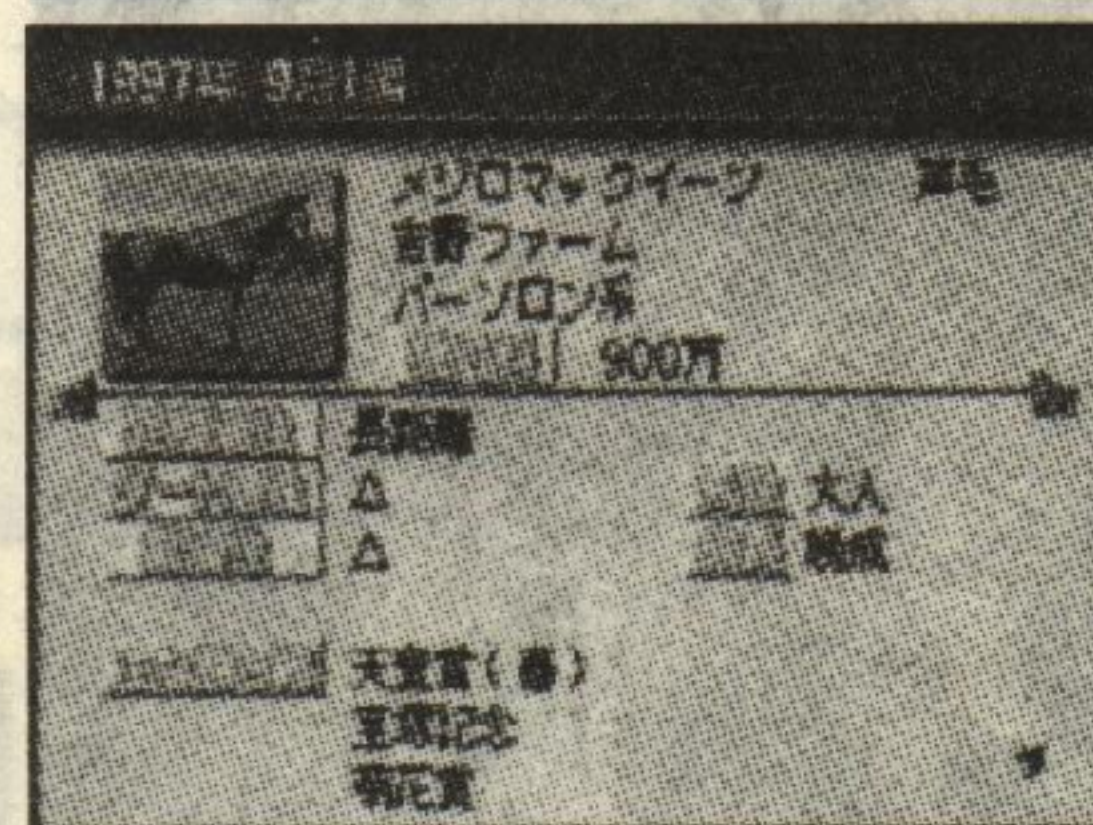 1997年 9月1週
メゾロマックイーン 芦毛
吉野ファーム
パーソロン系
900万
長距離
△ 大人
△ 晩成
天皇賞(春)
宝塚記念
菊花賞